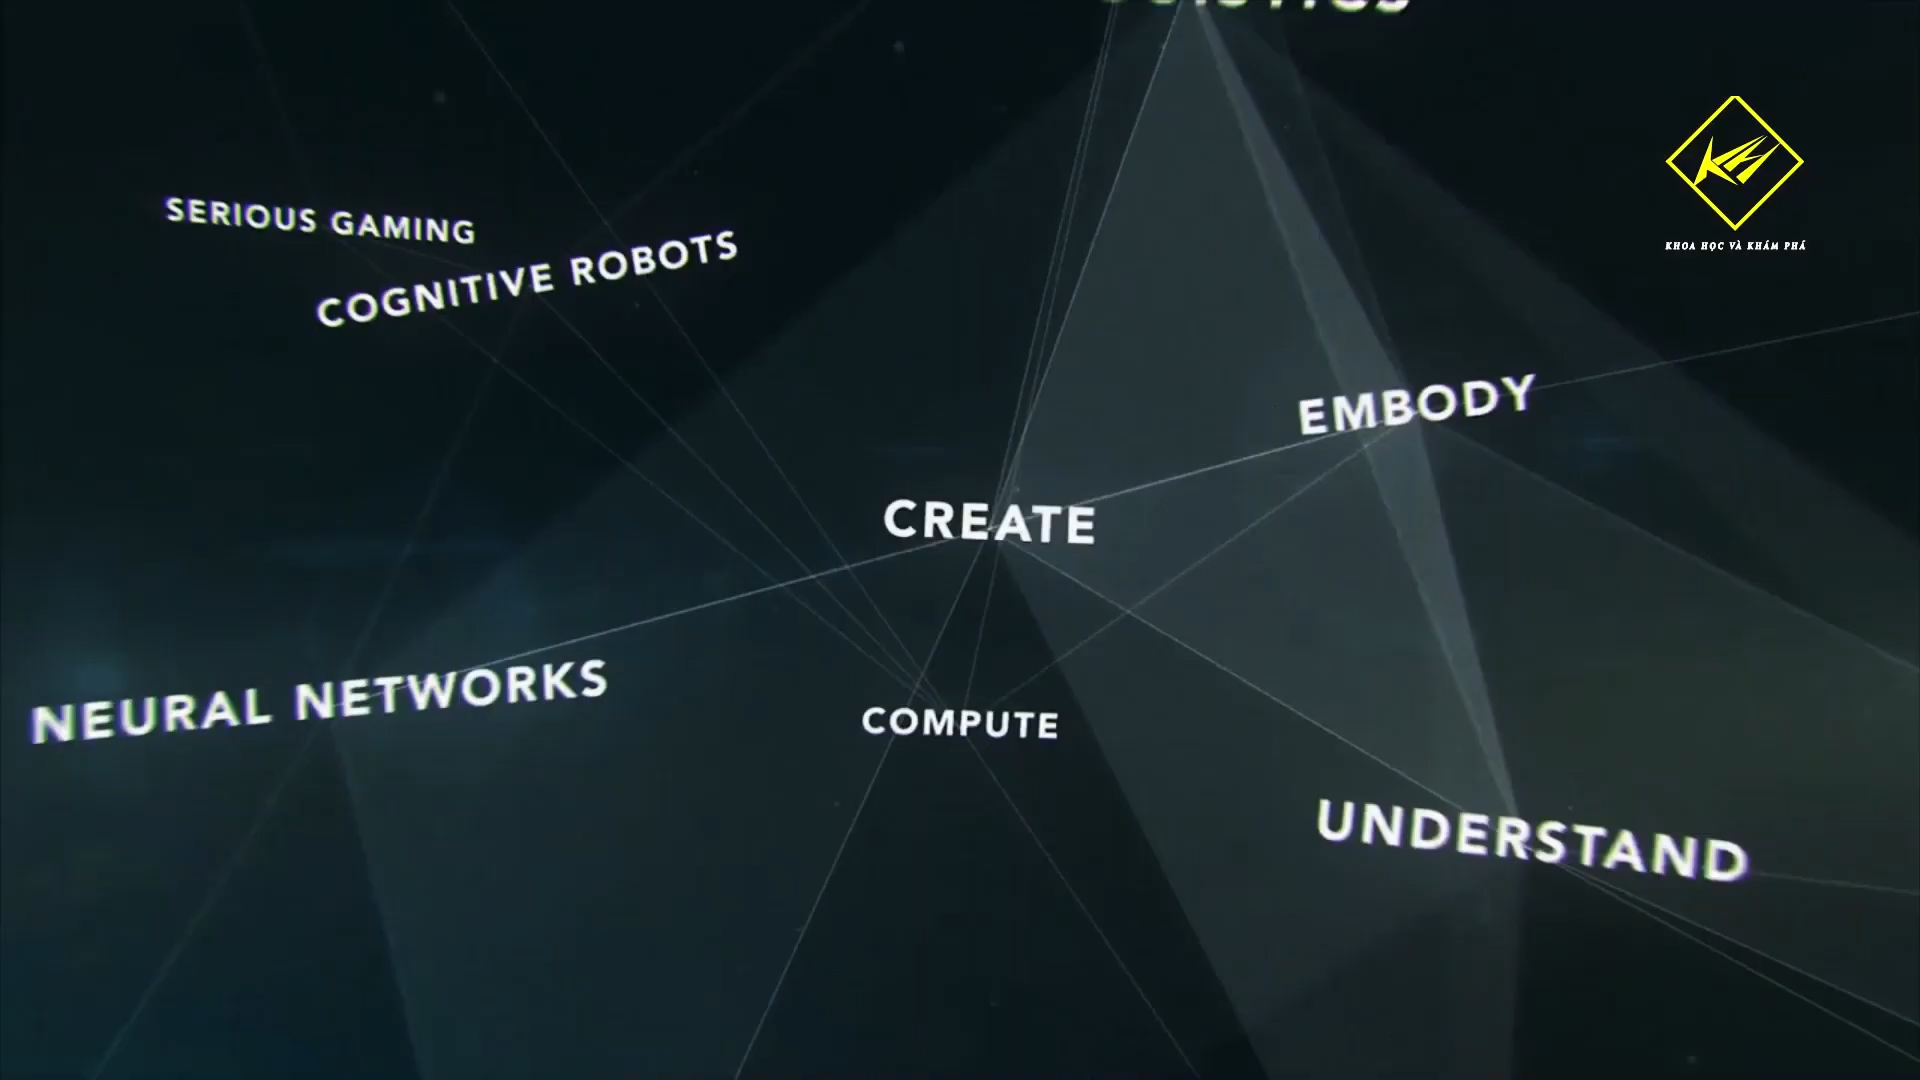 SERIOUS GAMING
COGNITIVE ROBOTS
KHOA HỌC VÀ KHÁM PHÁ
EMBODY
CREATE
NEURAL NETWORKS
COMPUTE
UNDERSTAND